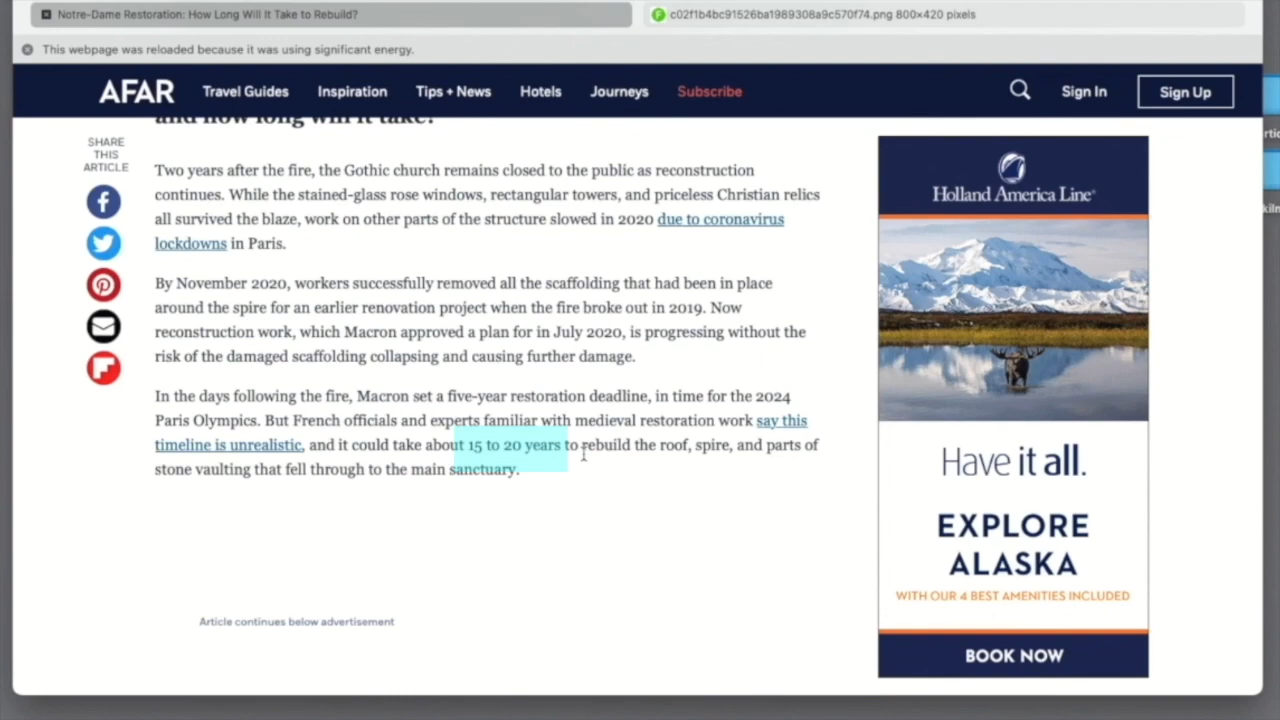 Notre-Dame Restoration: How Long Will It Take to Rebuild?
c02f1b4bc91526ba1989308a9c570f74.png 800×420 pixels
This webpage was reloaded because it was using significant energy.
AFAR Travel Guides Inspiration Tips + News Hotels Journeys Subscribe Sign In Sign Up
and how long will it take?
SHARE
THIS
ARTICLE
Two years after the fire, the Gothic church remains closed to the public as reconstruction
continues. While the stained-glass rose windows, rectangular towers, and priceless Christian relics
all survived the blaze, work on other parts of the structure slowed in 2020 due to coronavirus
lockdowns in Paris.
By November 2020, workers successfully removed all the scaffolding that had been in place
around the spire for an earlier renovation project when the fire broke out in 2019. Now
reconstruction work, which Macron approved a plan for in July 2020, is progressing without the
risk of the damaged scaffolding collapsing and causing further damage.
In the days following the fire, Macron set a five-year restoration deadline, in time for the 2024
Paris Olympics. But French officials and experts familiar with medieval restoration work say this
timeline is unrealistic, and it could take about 15 to 20 years to rebuild the roof, spire, and parts of
stone vaulting that fell through to the main sanctuary.
Article continues below advertisement
Holland America Line®
Have it all.
EXPLORE
ALASKA
WITH OUR 4 BEST AMENITIES INCLUDED
BOOK NOW